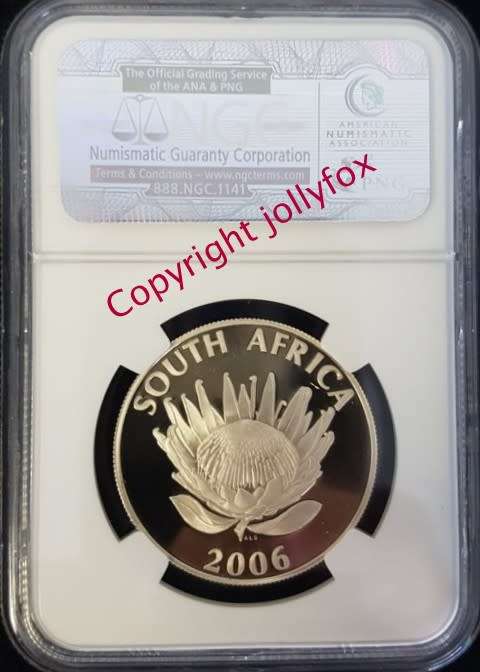 The Official Grading Service
of the ANA & PNG
NGC
Numismatic Guaranty Corporation
Terms & Conditions – www.ngcterms.com
888.NGC.1141
AMERICAN
NUMISMATIC
ASSOCIATION
PNG
Copyright jollyfox
SOUTH AFRICA
ALS
2006